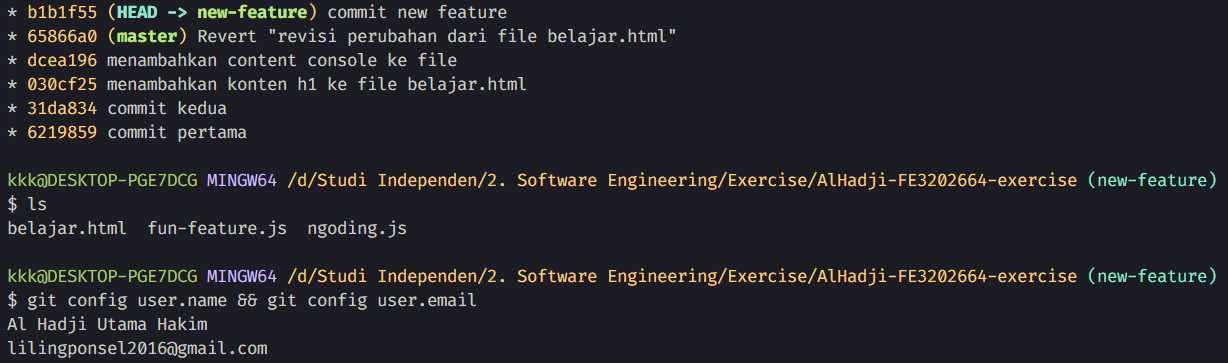 * b1b1f55 (HEAD -> new-feature) commit new feature
* 65866a0 (master) Revert "revisi perubahan dari file belajar.html"
* dcea196 menambahkan content console ke file
* 030cf25 menambahkan konten h1 ke file belajar.html
* 31da834 commit kedua
* 6219859 commit pertama
kkk@DESKTOP-PGE7DCG MINGW64 /d/Studi Independen/2. Software Engineering/Exercise/AlHadji-FE3202664-exercise (new-feature)
$ ls
belajar.html  fun-feature.js  ngoding.js
kkk@DESKTOP-PGE7DCG MINGW64 /d/Studi Independen/2. Software Engineering/Exercise/AlHadji-FE3202664-exercise (new-feature)
$ git config user.name && git config user.email
Al Hadji Utama Hakim
lilingponsel2016@gmail.com